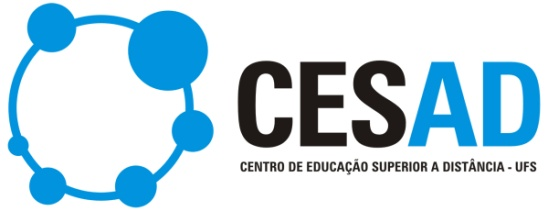 CESAD
CENTRO DE EDUCAÇÃO SUPERIOR A DISTÂNCIA - UFS